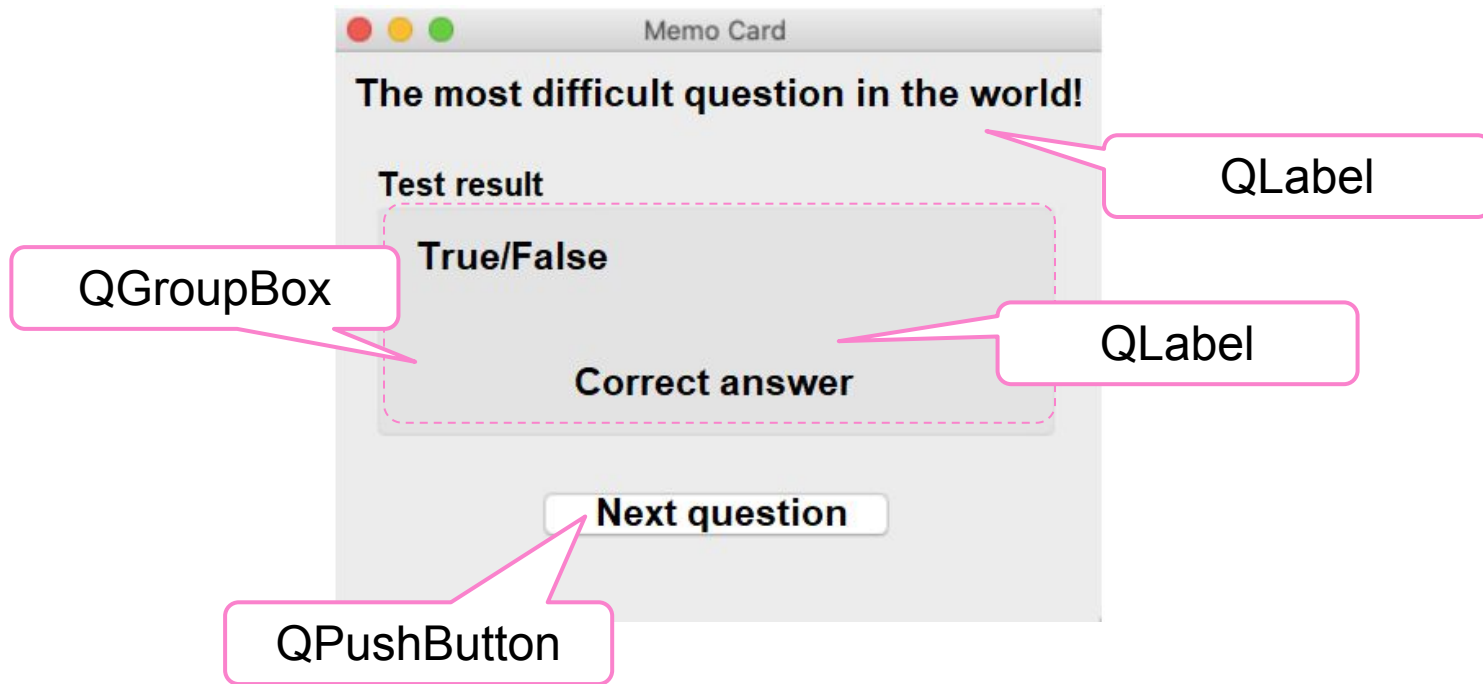 Memo Card
The most difficult question in the world!
QLabel
Test result
True/False
QGroupBox
QLabel
Correct answer
Next question
QPushButton